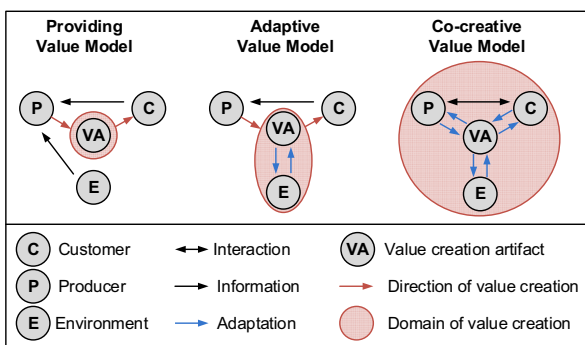 Providing
Value Model
Adaptive
Value Model
Co-creative
Value Model
P
C
VA
E
P
C
VA
E
P
C
VA
E
C Customer
Interaction
VA Value creation artifact
P Producer
Information
Direction of value creation
E Environment
Adaptation
Domain of value creation